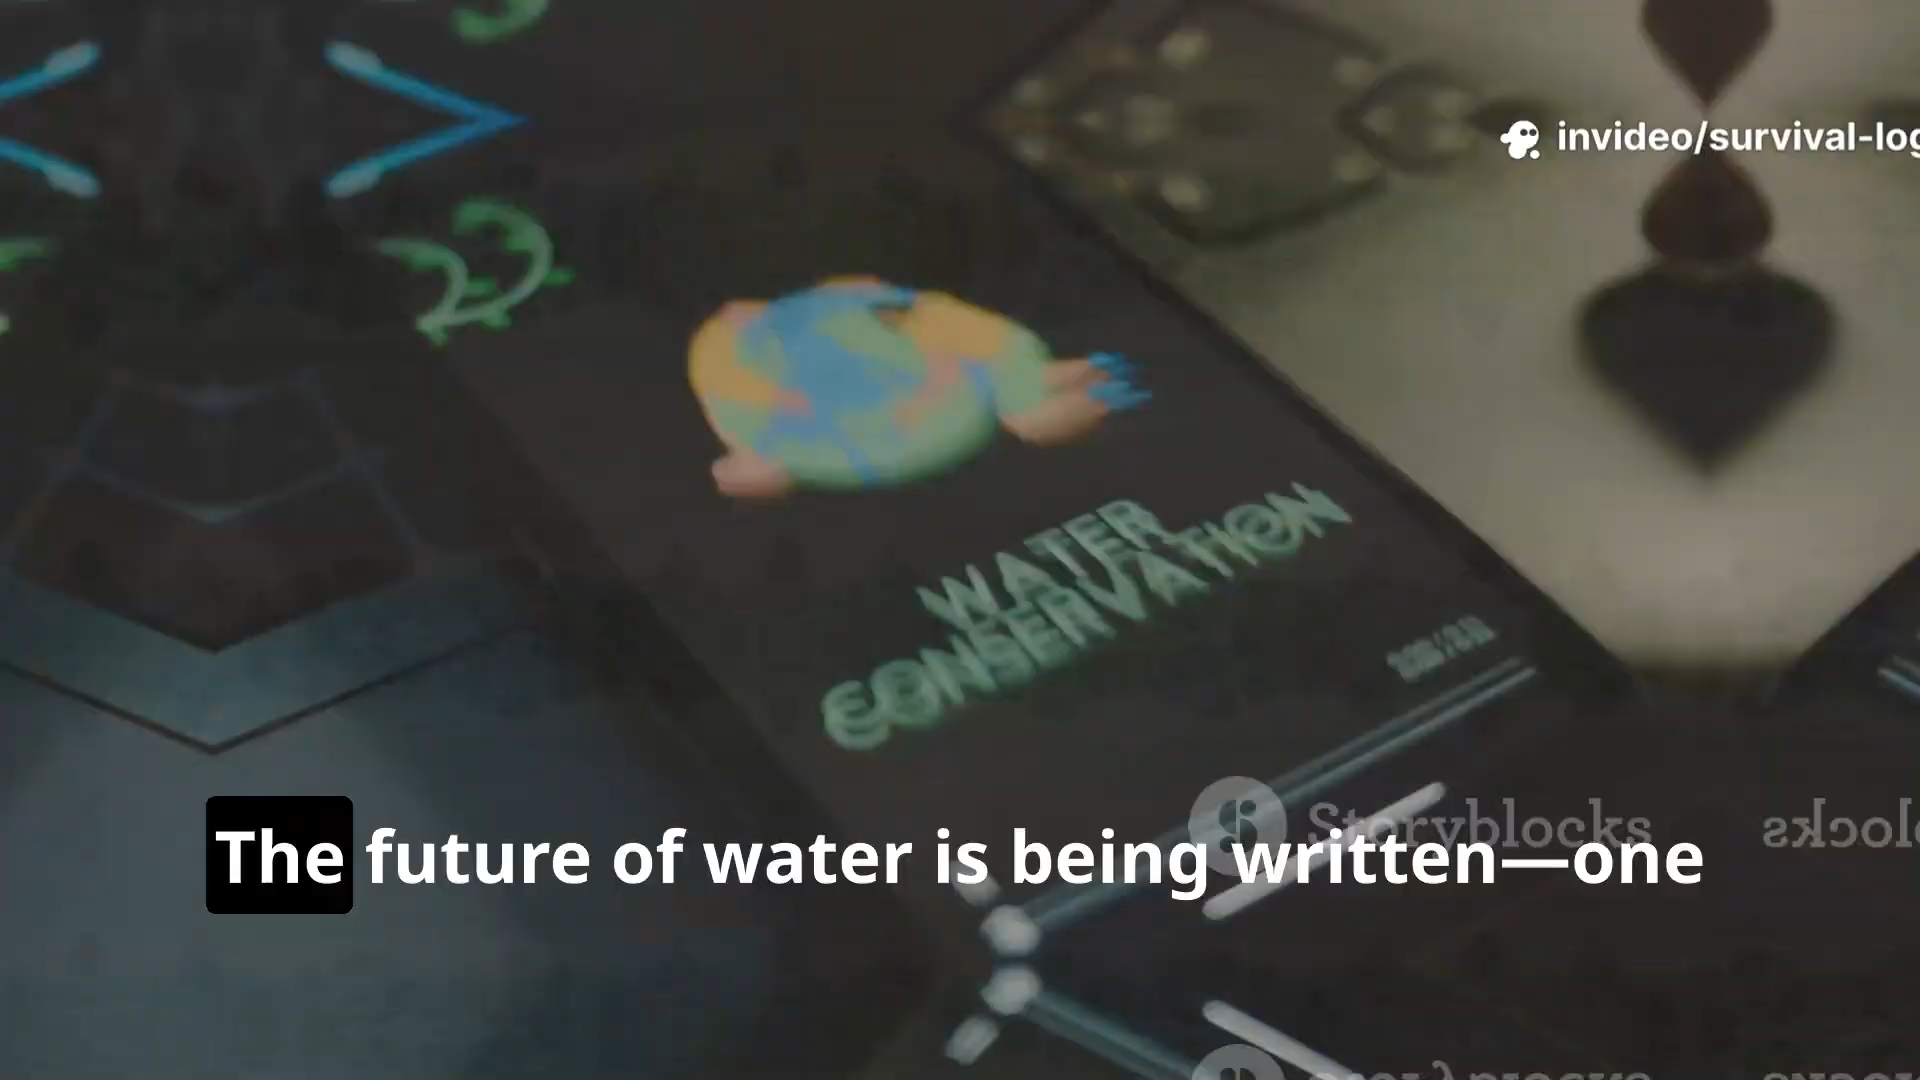 invideo/survival-log
WATER
CONSERVATION
Storyblocks
The future of water is being written—one